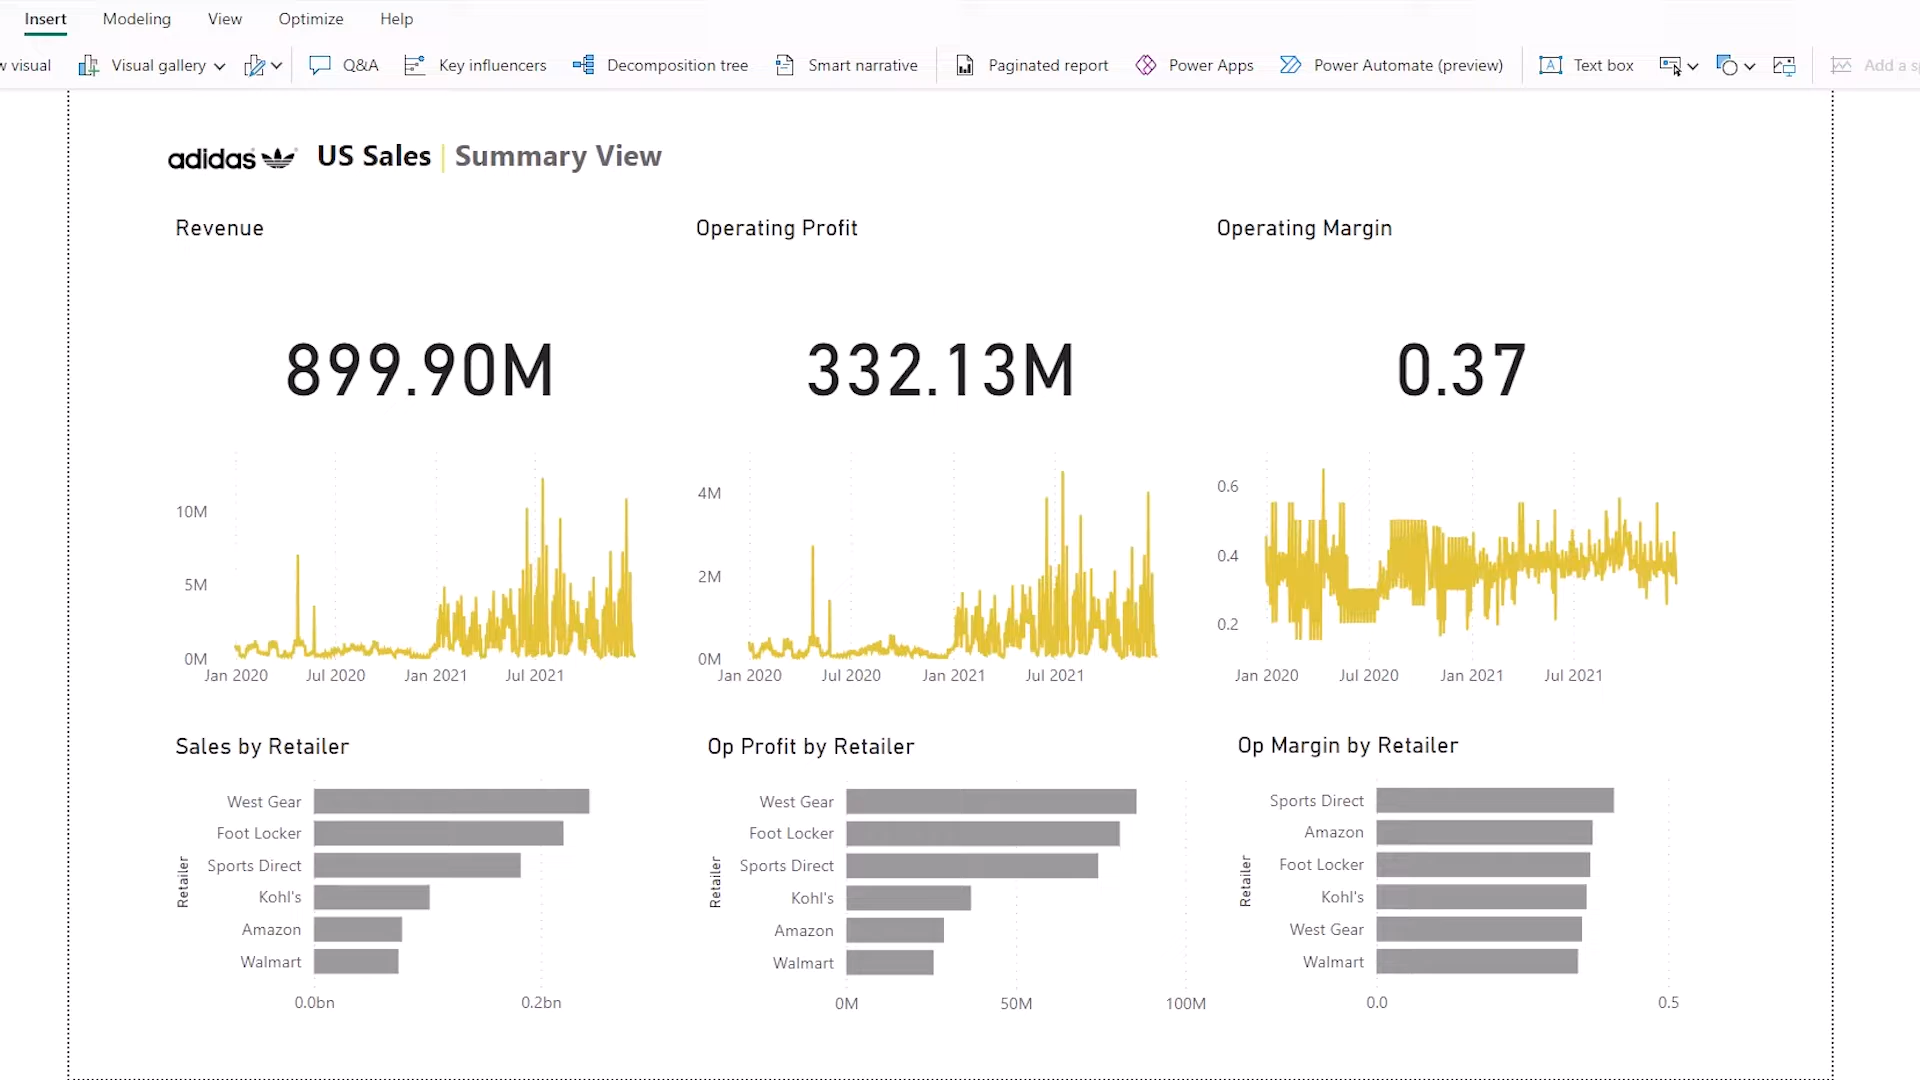 Insert Modeling View Optimize Help
visual Visual gallery Q&A Key influencers Decomposition tree Smart narrative Paginated report Power Apps Power Automate (preview) Text box Add a
adidas US Sales | Summary View
Revenue Operating Profit Operating Margin
899.90M 332.13M 0.37
10M
5M
0M
Jan 2020 Jul 2020 Jan 2021 Jul 2021
4M
2M
0M
Jan 2020 Jul 2020 Jan 2021 Jul 2021
0.6
0.4
0.2
Jan 2020 Jul 2020 Jan 2021 Jul 2021
Sales by Retailer
Retailer
West Gear
Foot Locker
Sports Direct
Kohl's
Amazon
Walmart
0.0bn 0.2bn
Op Profit by Retailer
Retailer
West Gear
Foot Locker
Sports Direct
Kohl's
Amazon
Walmart
0M 50M 100M
Op Margin by Retailer
Retailer
Sports Direct
Amazon
Foot Locker
Kohl's
West Gear
Walmart
0.0 0.5